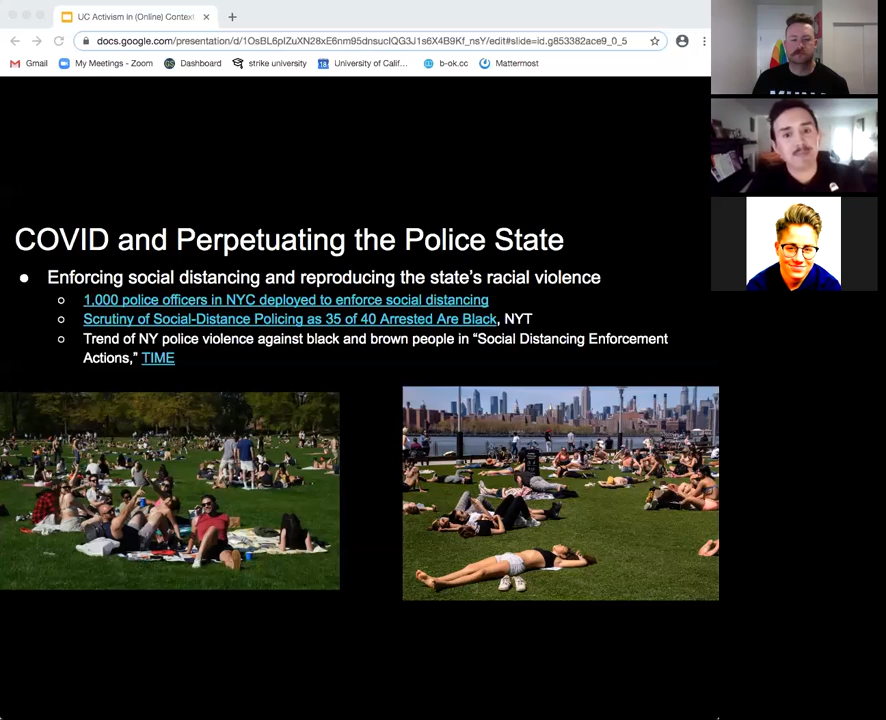 UC Activism In (Online) Context
docs.google.com/presentation/d/1OsBL6pIZuXN28xE6nm95dnsucIQG3J1s6X4B9Kf_nsY/edit#slide=id.g853382ace9_0_5
Gmail My Meetings - Zoom Dashboard strike university 18 University of Calif... b-ok.cc Mattermost
COVID and Perpetuating the Police State
● Enforcing social distancing and reproducing the state's racial violence
○ 1,000 police officers in NYC deployed to enforce social distancing
○ Scrutiny of Social-Distance Policing as 35 of 40 Arrested Are Black, NYT
○ Trend of NY police violence against black and brown people in “Social Distancing Enforcement
Actions,” TIME